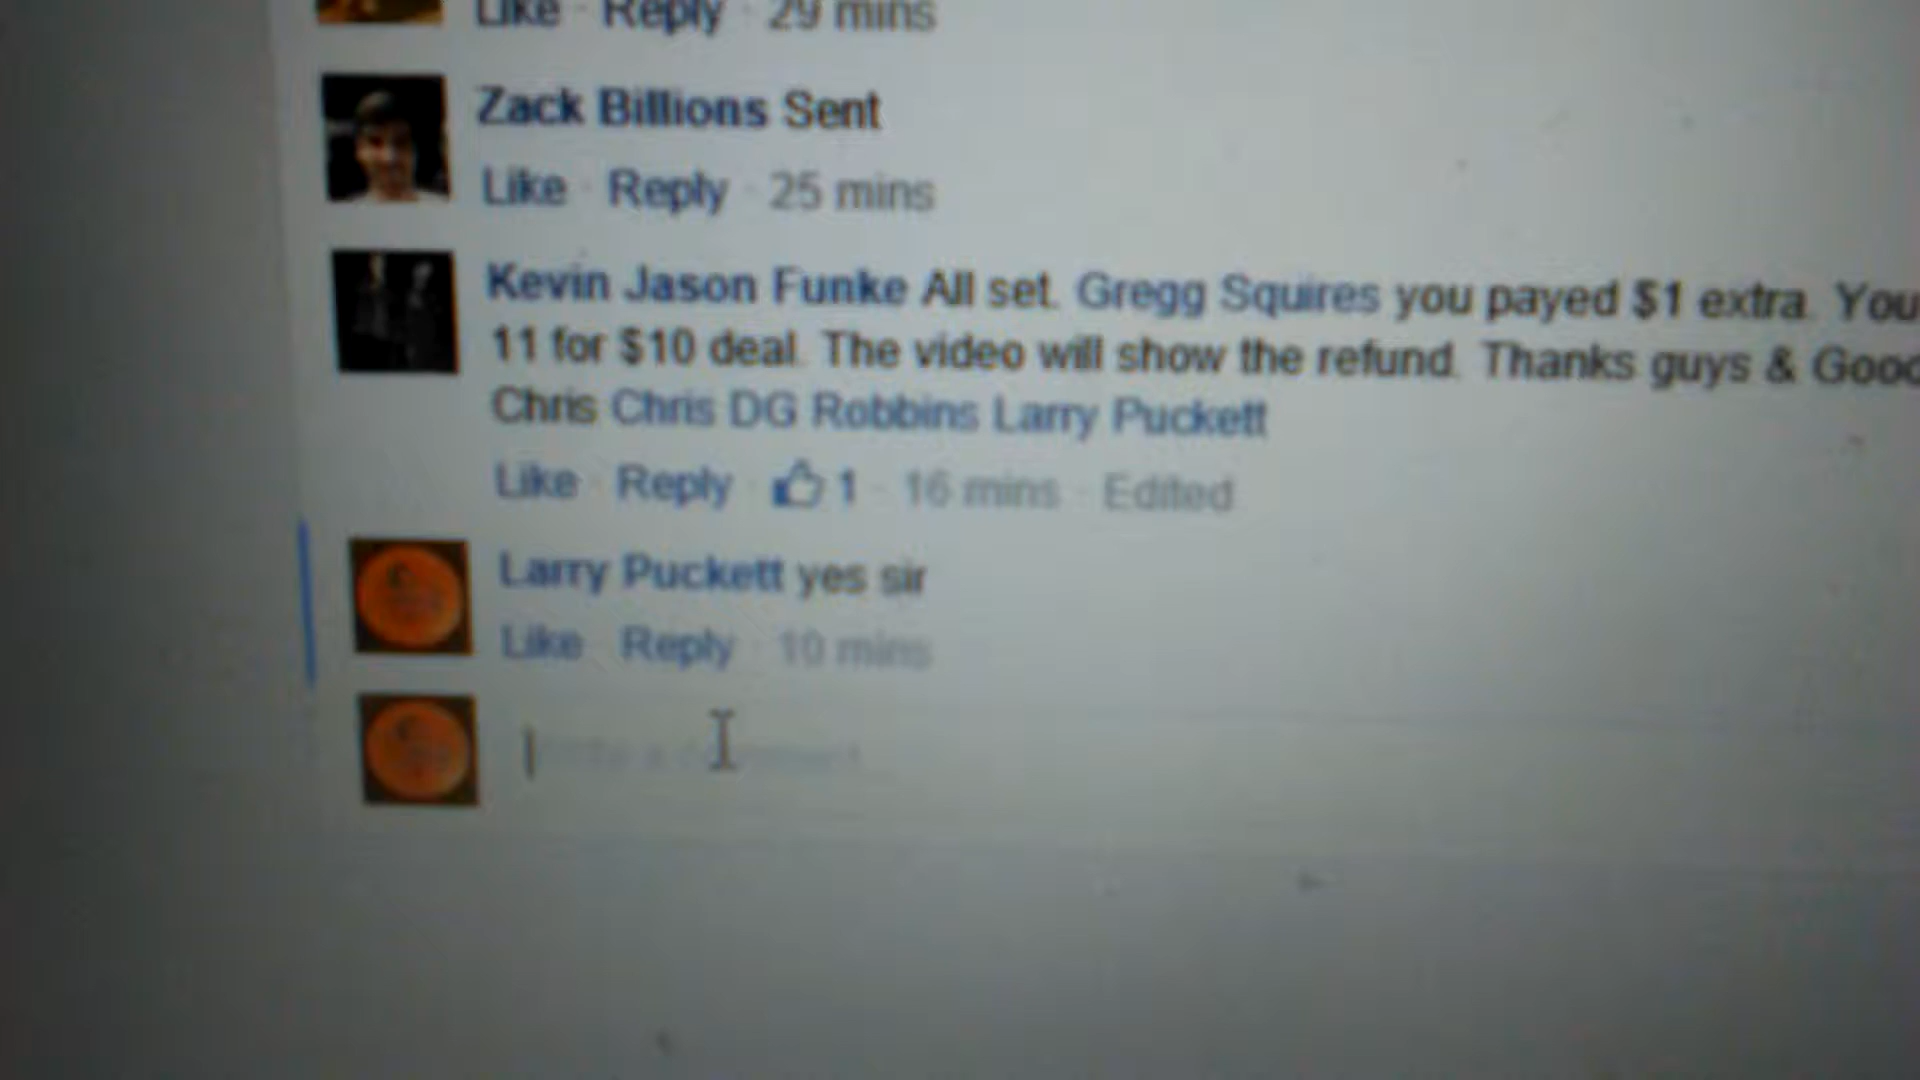 Like Reply 29 mins
Zack Billions Sent
Like Reply 25 mins
Kevin Jason Funke All set. Gregg Squires you payed $1 extra. You
11 for $10 deal. The video will show the refund. Thanks guys & Good
Chris Chris DG Robbins Larry Puckett
Like Reply 1 16 mins Edited
Larry Puckett yes sir
Like Reply 10 mins